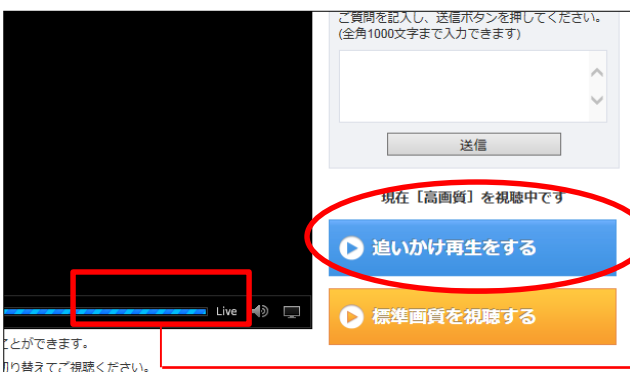 ご質問を記入し、送信ボタンを押してください。
(全角1000文字まで入力できます)
送信
現在［高画質］を視聴中です
追いかけ再生をする
Live
標準画質を視聴する
ことができます。
切り替えてご視聴ください。